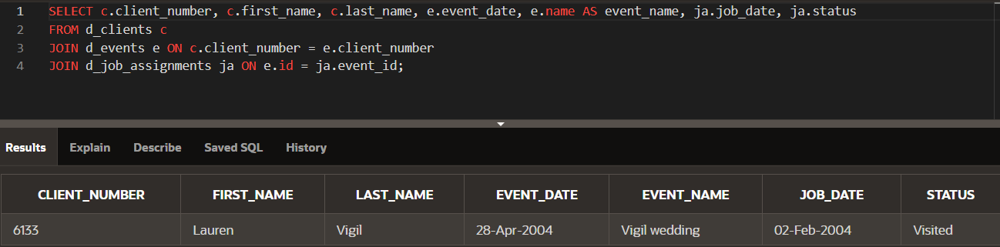 1 SELECT c.client_number, c.first_name, c.last_name, e.event_date, e.name AS event_name, ja.job_date, ja.status
2 FROM d_clients c
3 JOIN d_events e ON c.client_number = e.client_number
4 JOIN d_job_assignments ja ON e.id = ja.event_id;
Results Explain Describe Saved SQL History
CLIENT_NUMBER FIRST_NAME LAST_NAME EVENT_DATE EVENT_NAME JOB_DATE STATUS
6133 Lauren Vigil 28-Apr-2004 Vigil wedding 02-Feb-2004 Visited